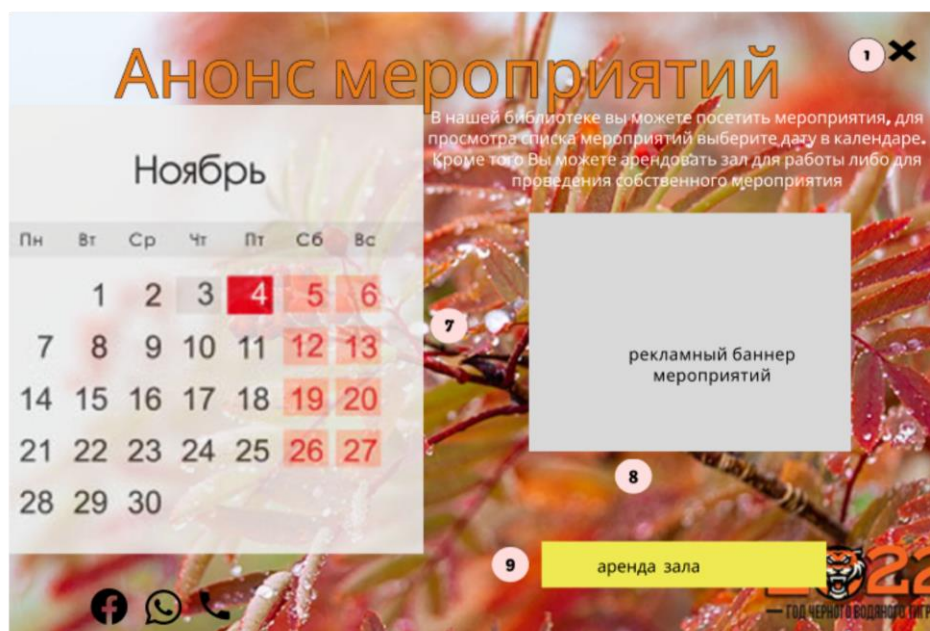 Анонс мероприятий
1
В нашей библиотеке вы можете посетить мероприятия, для
просмотра списка мероприятий выберите дату в календаре.
Кроме того Вы можете арендовать зал для работы либо для
проведения собственного мероприятия
Ноябрь
Пн Вт Ср Чт Пт Сб Вс
1 2 3 4 5 6
7 8 9 10 11 12 13
14 15 16 17 18 19 20
21 22 23 24 25 26 27
28 29 30
7
рекламный баннер
мероприятий
8
9
аренда зала
2022
ГОД ЧЕРНОГО ВОДЯНОГО ТИГР